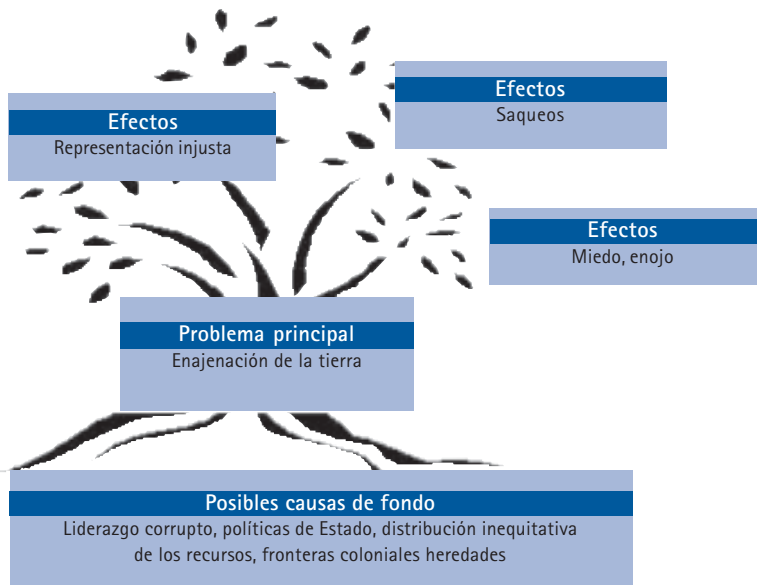 Efectos
Representación injusta
Efectos
Saqueos
Efectos
Miedo, enojo
Problema principal
Enajenación de la tierra
Posibles causas de fondo
Liderazgo corrupto, políticas de Estado, distribución inequitativa
de los recursos, fronteras coloniales heredades